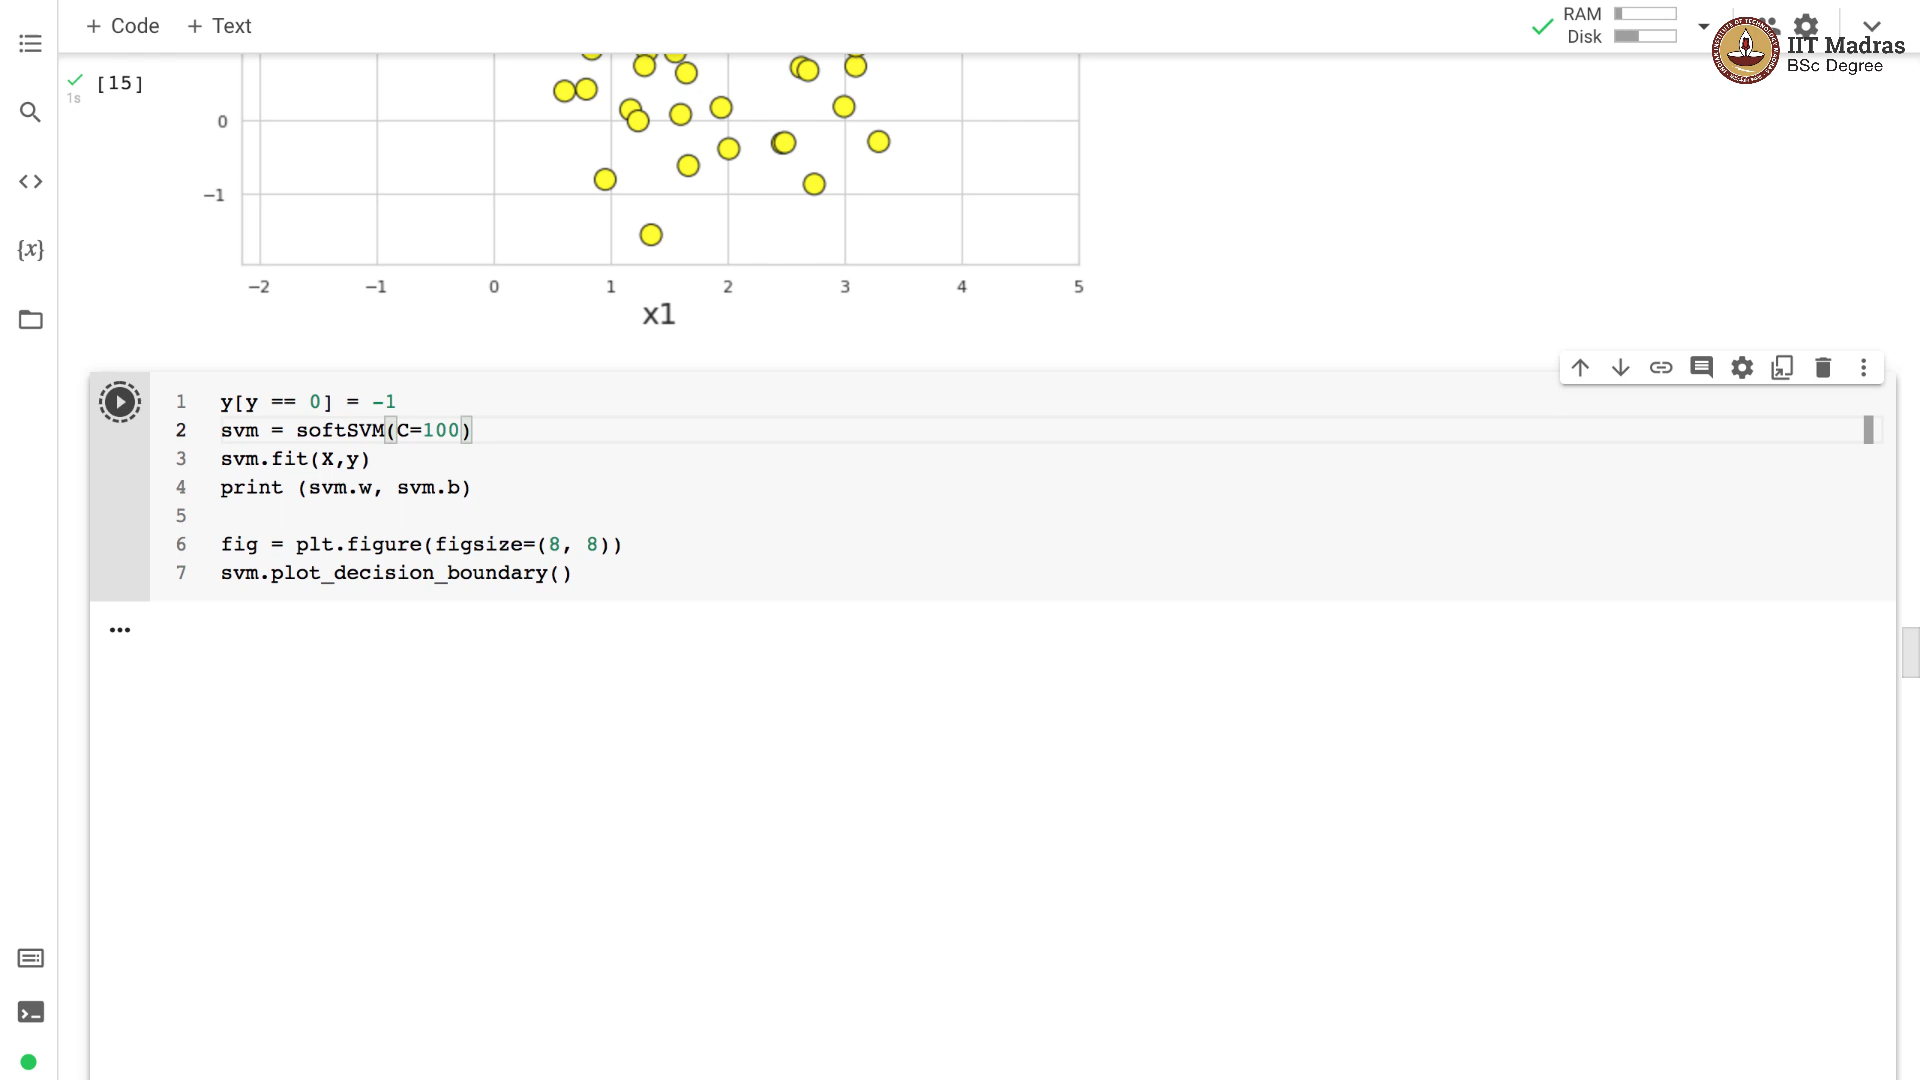 + Code + Text
RAM
Disk
IIT Madras
BSc Degree
[15]
1s
0
−1
−2 −1 0 1 2 3 4 5
x1
{x}
1 y[y == 0] = -1
2 svm = softSVM(C=100)
3 svm.fit(X,y)
4 print (svm.w, svm.b)
5
6 fig = plt.figure(figsize=(8, 8))
7 svm.plot_decision_boundary()